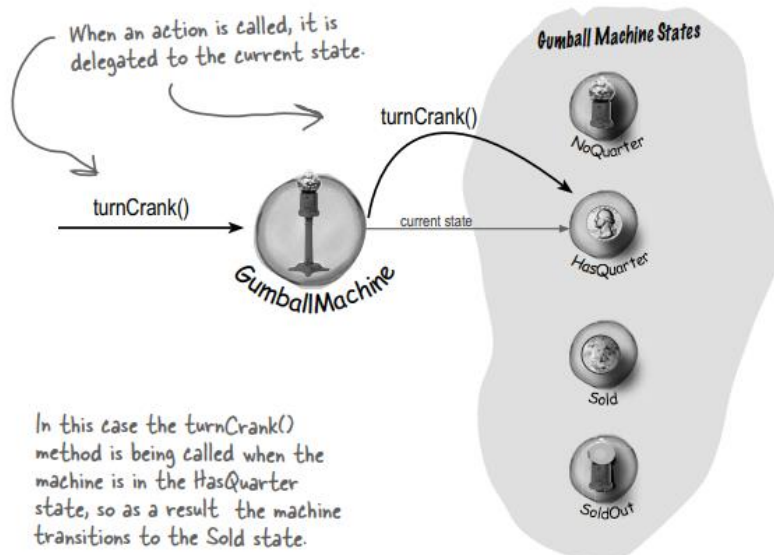 When an action is called, it is
delegated to the current state.
Gumball Machine States
turnCrank()
NoQuarter
turnCrank()
current state
GumballMachine
HasQuarter
Sold
SoldOut
In this case the turnCrank()
method is being called when the
machine is in the HasQuarter
state, so as a result the machine
transitions to the Sold state.